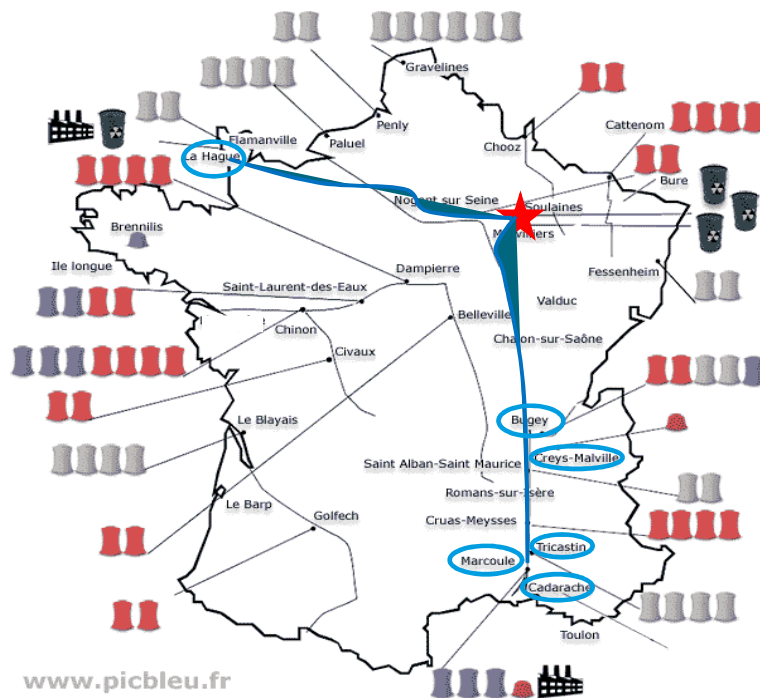 Gravelines
Penly
Paluel
Flamanville
La Hague
Chooz
Cattenom
Bure
Nogent sur Seine
Soulaines
Brennilis
Ile longue
Fessenheim
Dampierre
Saint-Laurent-des-Eaux
Valduc
Belleville
Chinon
Chalon-sur-Saône
Civaux
Le Blayais
Bugey
Creys-Malville
Saint Alban-Saint Maurice
Romans-sur-Isère
Le Barp
Golfech
Cruas-Meysses
Tricastin
Marcoule
Cadarache
Toulon
www.picbleu.fr